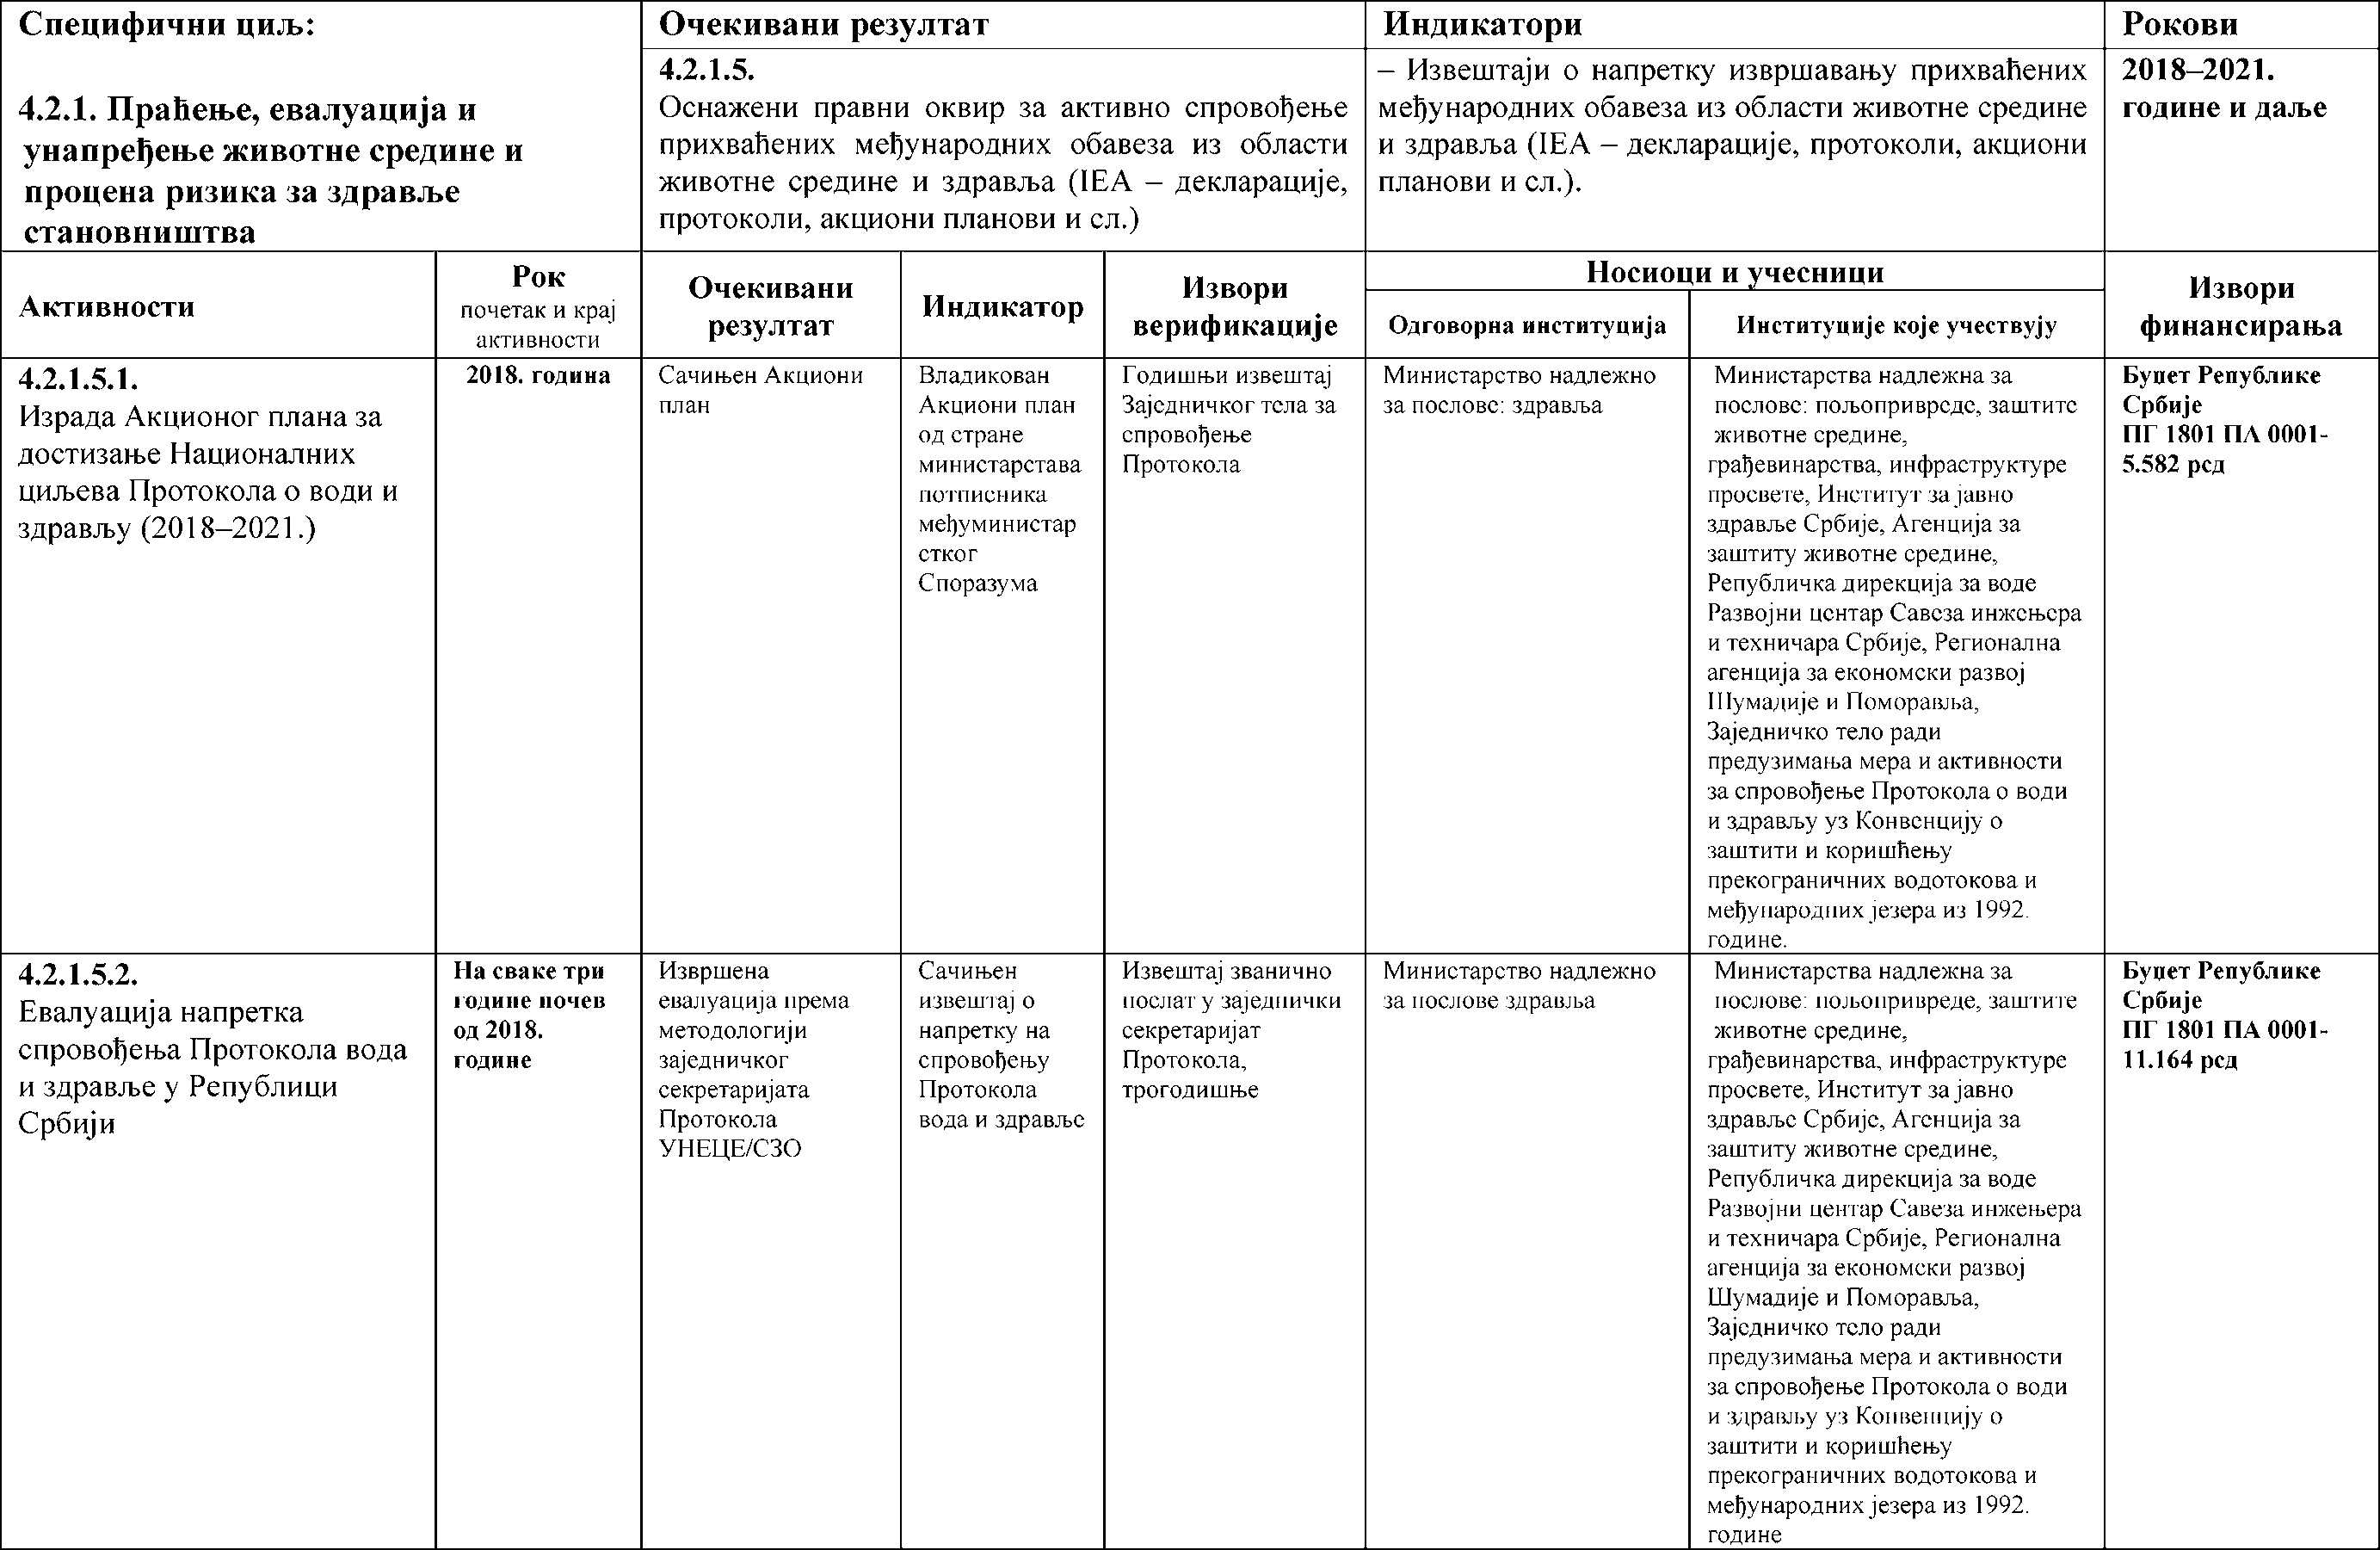 Специфични циљ:
4.2.1. Праћење, евалуација и
унапређење животне средине и
процена ризика за здравље
становништва
Очекивани резултат
4.2.1.5.
Оснажени правни оквир за активно спровођење
прихваћених међународних обавеза из области
животне средине и здравља (IEA – декларације,
протоколи, акциони планови и сл.)
Индикатори
– Извештаји о напретку извршавању прихваћених
међународних обавеза из области животне средине
и здравља (IEA – декларације, протоколи, акциони
планови и сл.).
Рокови
2018–2021.
године и даље
Активности
Рок
почетак и крај
активности
Очекивани
резултат
Индикатор
Извори
верификације
Носиоци и учесници
Одговорна институција
Институције које учествују
Извори
финансирања
4.2.1.5.1.
Израда Акционог плана за
достизање Националних
циљева Протокола о води и
здрављу (2018–2021.)
2018. година
Сачињен Акциони
план
Владикован
Акциони план
од стране
министарстава
потписника
међуминистар
стког
Споразума
Годишњи извештај
Заједничког тела за
спровођење
Протокола
Министарство надлежно
за послове: здравља
Министарства надлежна за
послове: пољопривреде, заштите
животне средине,
грађевинарства, инфраструктуре
просвете, Институт за јавно
здравље Србије, Агенција за
заштиту животне средине,
Републичка дирекција за воде
Развојни центар Савеза инжењера
и техничара Србије, Регионална
агенција за економски развој
Шумадије и Поморавља,
Заједничко тело ради
предузимања мера и активности
за спровођење Протокола о води
и здрављу уз Конвенцију о
заштити и коришћењу
прекограничних водотокова и
међународних језера из 1992.
године.
Буџет Републике
Србије
ПГ 1801 ПА 0001-
5.582 рсд
4.2.1.5.2.
Евалуација напретка
спровођења Протокола вода
и здравље у Републици
Србији
На сваке три
године почев
од 2018.
године
Извршена
евалуација према
методологији
заједничког
секретаријата
Протокола
УНЕЦЕ/СЗО
Сачињен
извештај о
напретку на
спровођењу
Протокола
вода и здравље
Извештај званично
послат у заједнички
секретаријат
Протокола,
трогодишње
Министарство надлежно
за послове здравља
Министарства надлежна за
послове: пољопривреде, заштите
животне средине,
грађевинарства, инфраструктуре
просвете, Институт за јавно
здравље Србије, Агенција за
заштиту животне средине,
Републичка дирекција за воде
Развојни центар Савеза инжењера
и техничара Србије, Регионална
агенција за економски развој
Шумадије и Поморавља,
Заједничко тело ради
предузимања мера и активности
за спровођење Протокола о води
и здрављу уз Конвенцију о
заштити и коришћењу
прекограничних водотокова и
међународних језера из 1992.
године
Буџет Републике
Србије
ПГ 1801 ПА 0001-
11.164 рсд